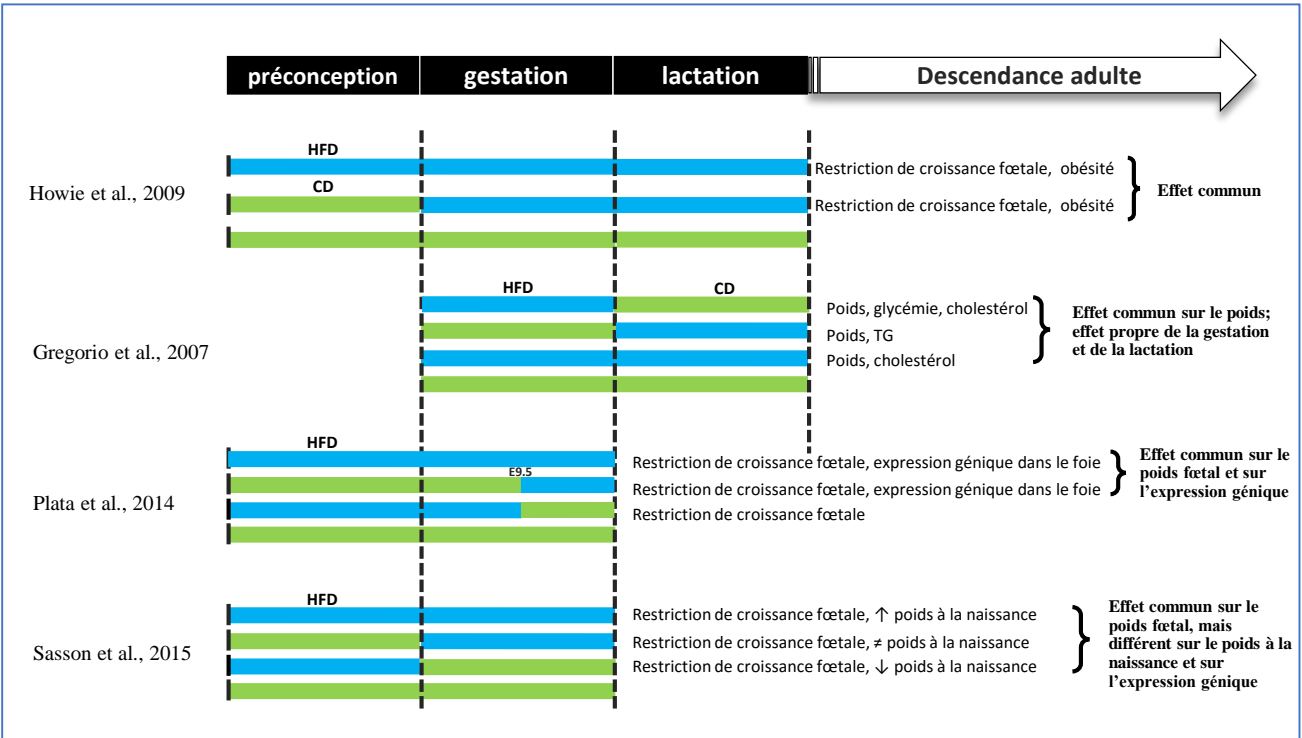 préconception gestation lactation Descendance adulte
HFD
Howie et al., 2009
Restriction de croissance fœtale, obésité
CD
Restriction de croissance fœtale, obésité
Effet commun
HFD CD
Gregorio et al., 2007
Poids, glycémie, cholestérol
Poids, TG
Poids, cholestérol
Effet commun sur le poids;
effet propre de la gestation
et de la lactation
HFD
Plata et al., 2014
Restriction de croissance fœtale, expression génique dans le foie
E9.5
Restriction de croissance fœtale, expression génique dans le foie
Restriction de croissance fœtale
Effet commun sur le
poids fœtal et sur
l’expression génique
HFD
Sasson et al., 2015
Restriction de croissance fœtale, ↑ poids à la naissance
Restriction de croissance fœtale, ≠ poids à la naissance
Restriction de croissance fœtale, ↓ poids à la naissance
Effet commun sur le
poids fœtal, mais
différent sur le poids à la
naissance et sur
l’expression génique